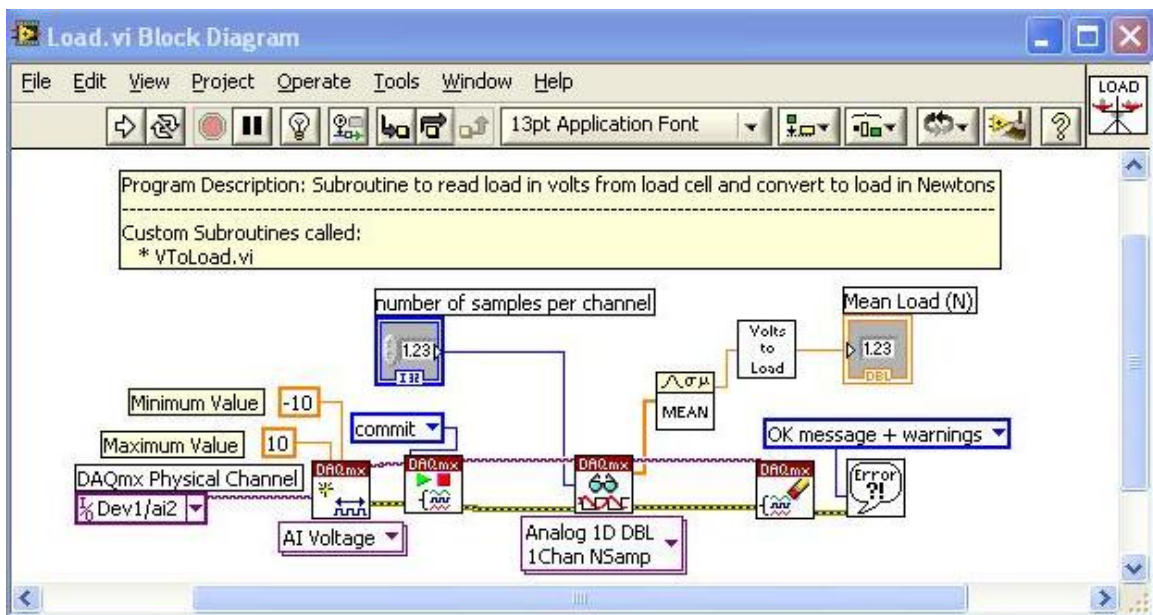 Load.vi Block Diagram
File Edit View Project Operate Tools Window Help
LOAD
13pt Application Font
Program Description: Subroutine to read load in volts from load cell and convert to load in Newtons
--------------------------------------------------------------------------------
Custom Subroutines called:
* VToLoad.vi
number of samples per channel
1.23
I32
Mean Load (N)
1.23
DBL
Volts
to
Load
MEAN
Minimum Value
-10
Maximum Value
10
commit
OK message + warnings
DAQmx Physical Channel
I/O Dev1/ai2
DAQmx
DAQmx
DAQmx
DAQmx
Error
?!
AI Voltage
Analog 1D DBL
1Chan NSamp